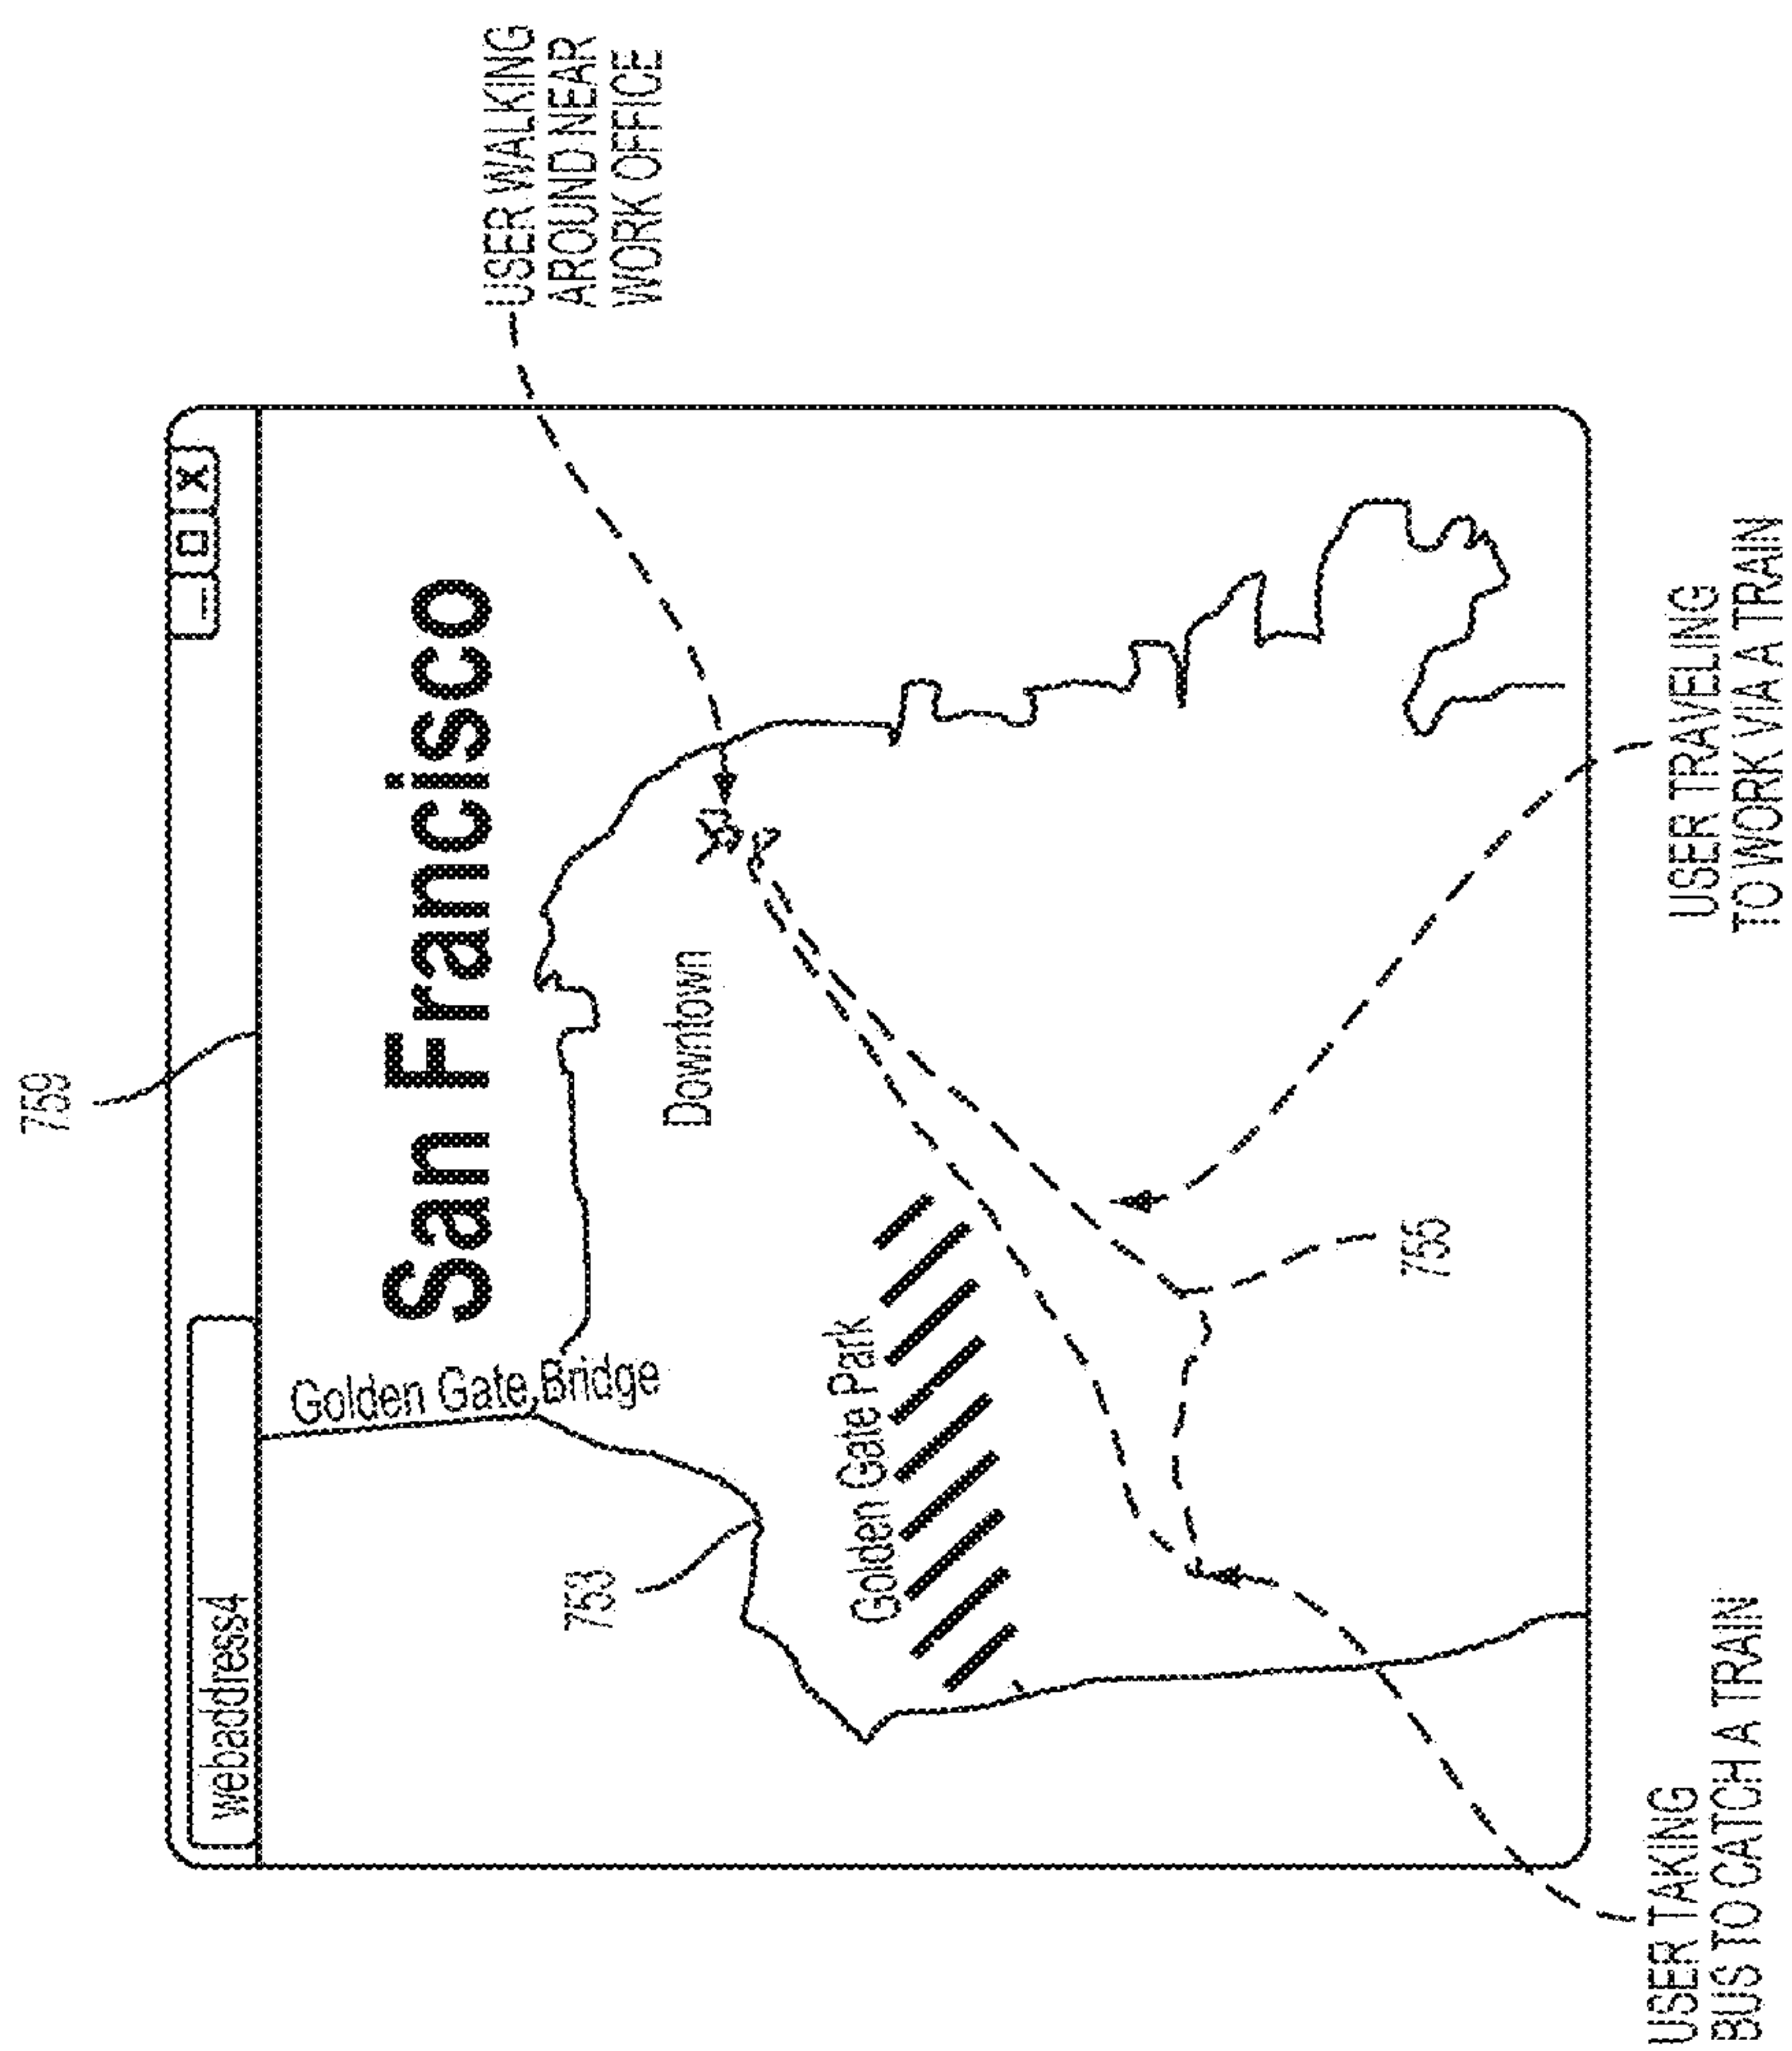 759
webaddress4
_ □ X
San Francisco
Golden Gate Bridge
USER WALKING
AROUND NEAR
WORK OFFICE
753
Downtown
Golden Gate Park
755
USER TAKING
BUS TO CATCH A TRAIN
USER TRAVELING
TO WORK VIA A TRAIN